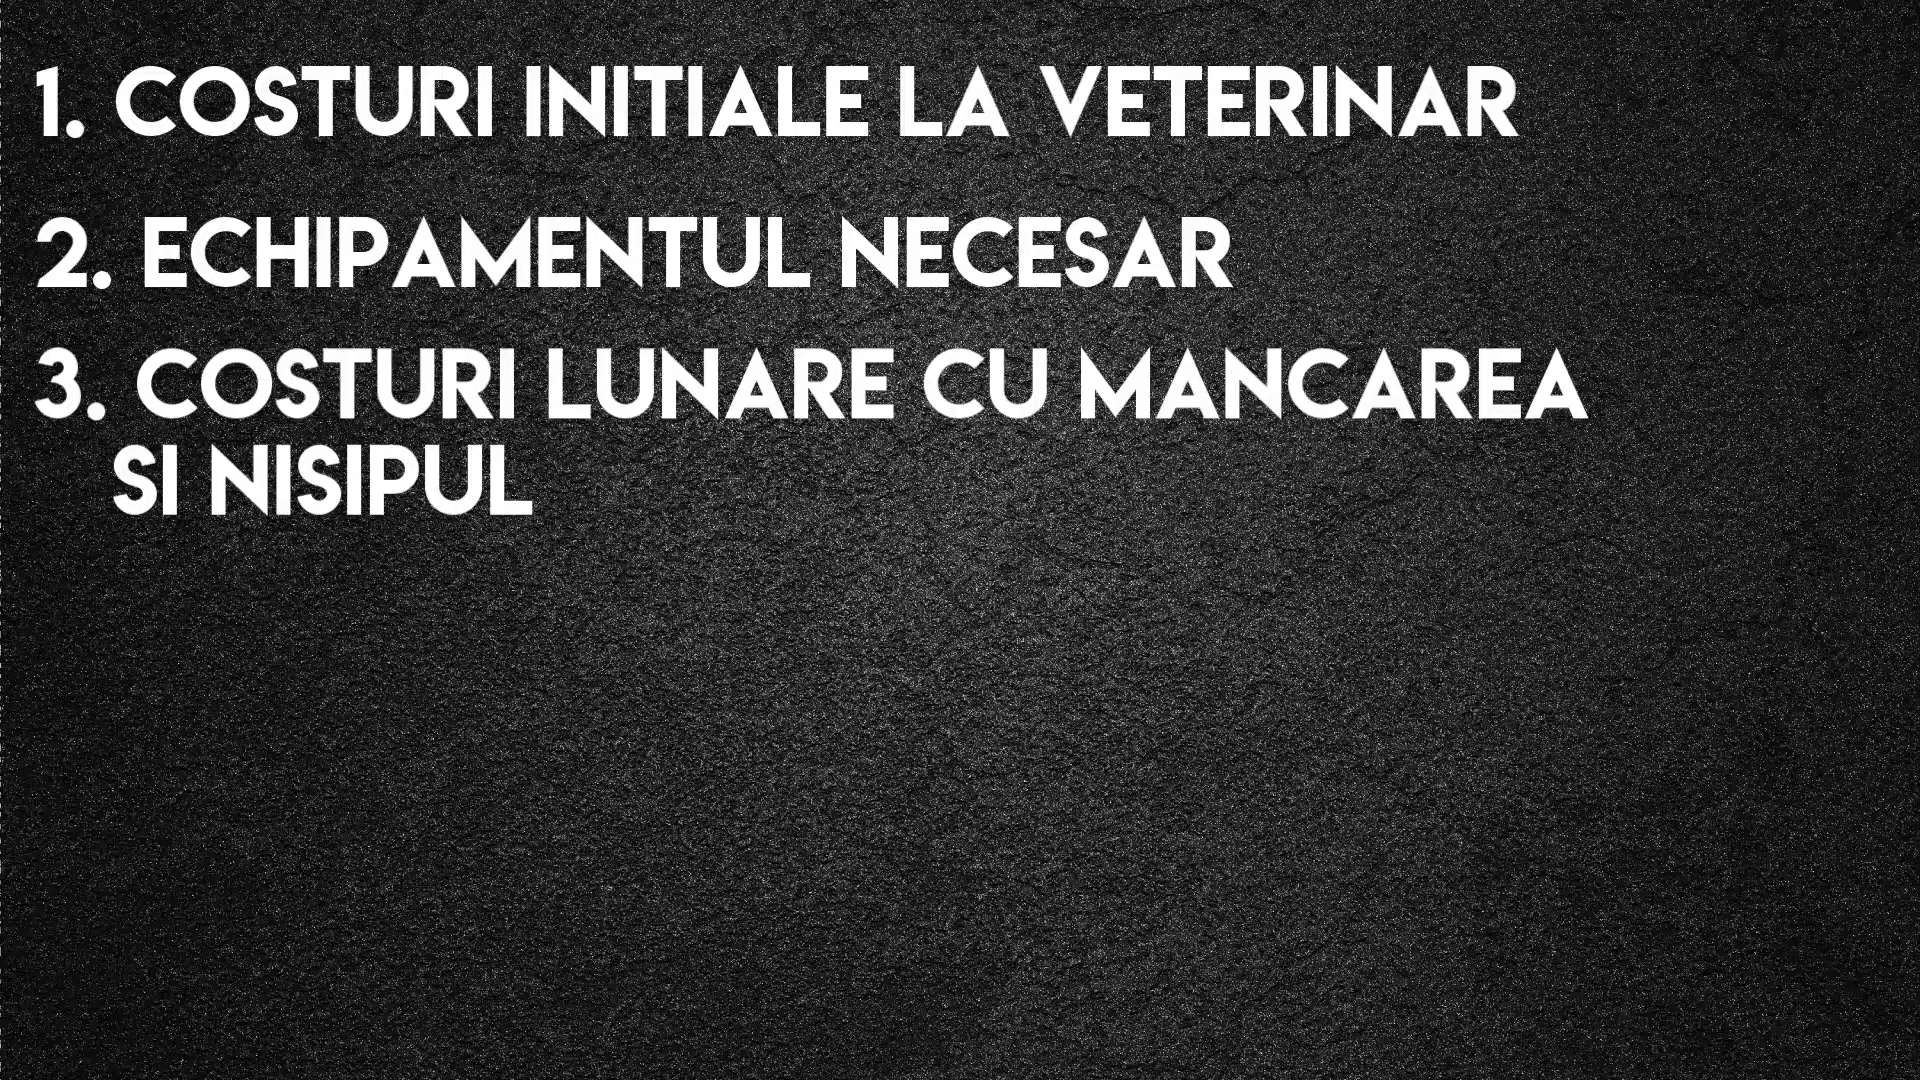 1. COSTURI INITIALE LA VETERINAR
2. ECHIPAMENTUL NECESAR
3. COSTURI LUNARE CU MANCAREA
SI NISIPUL